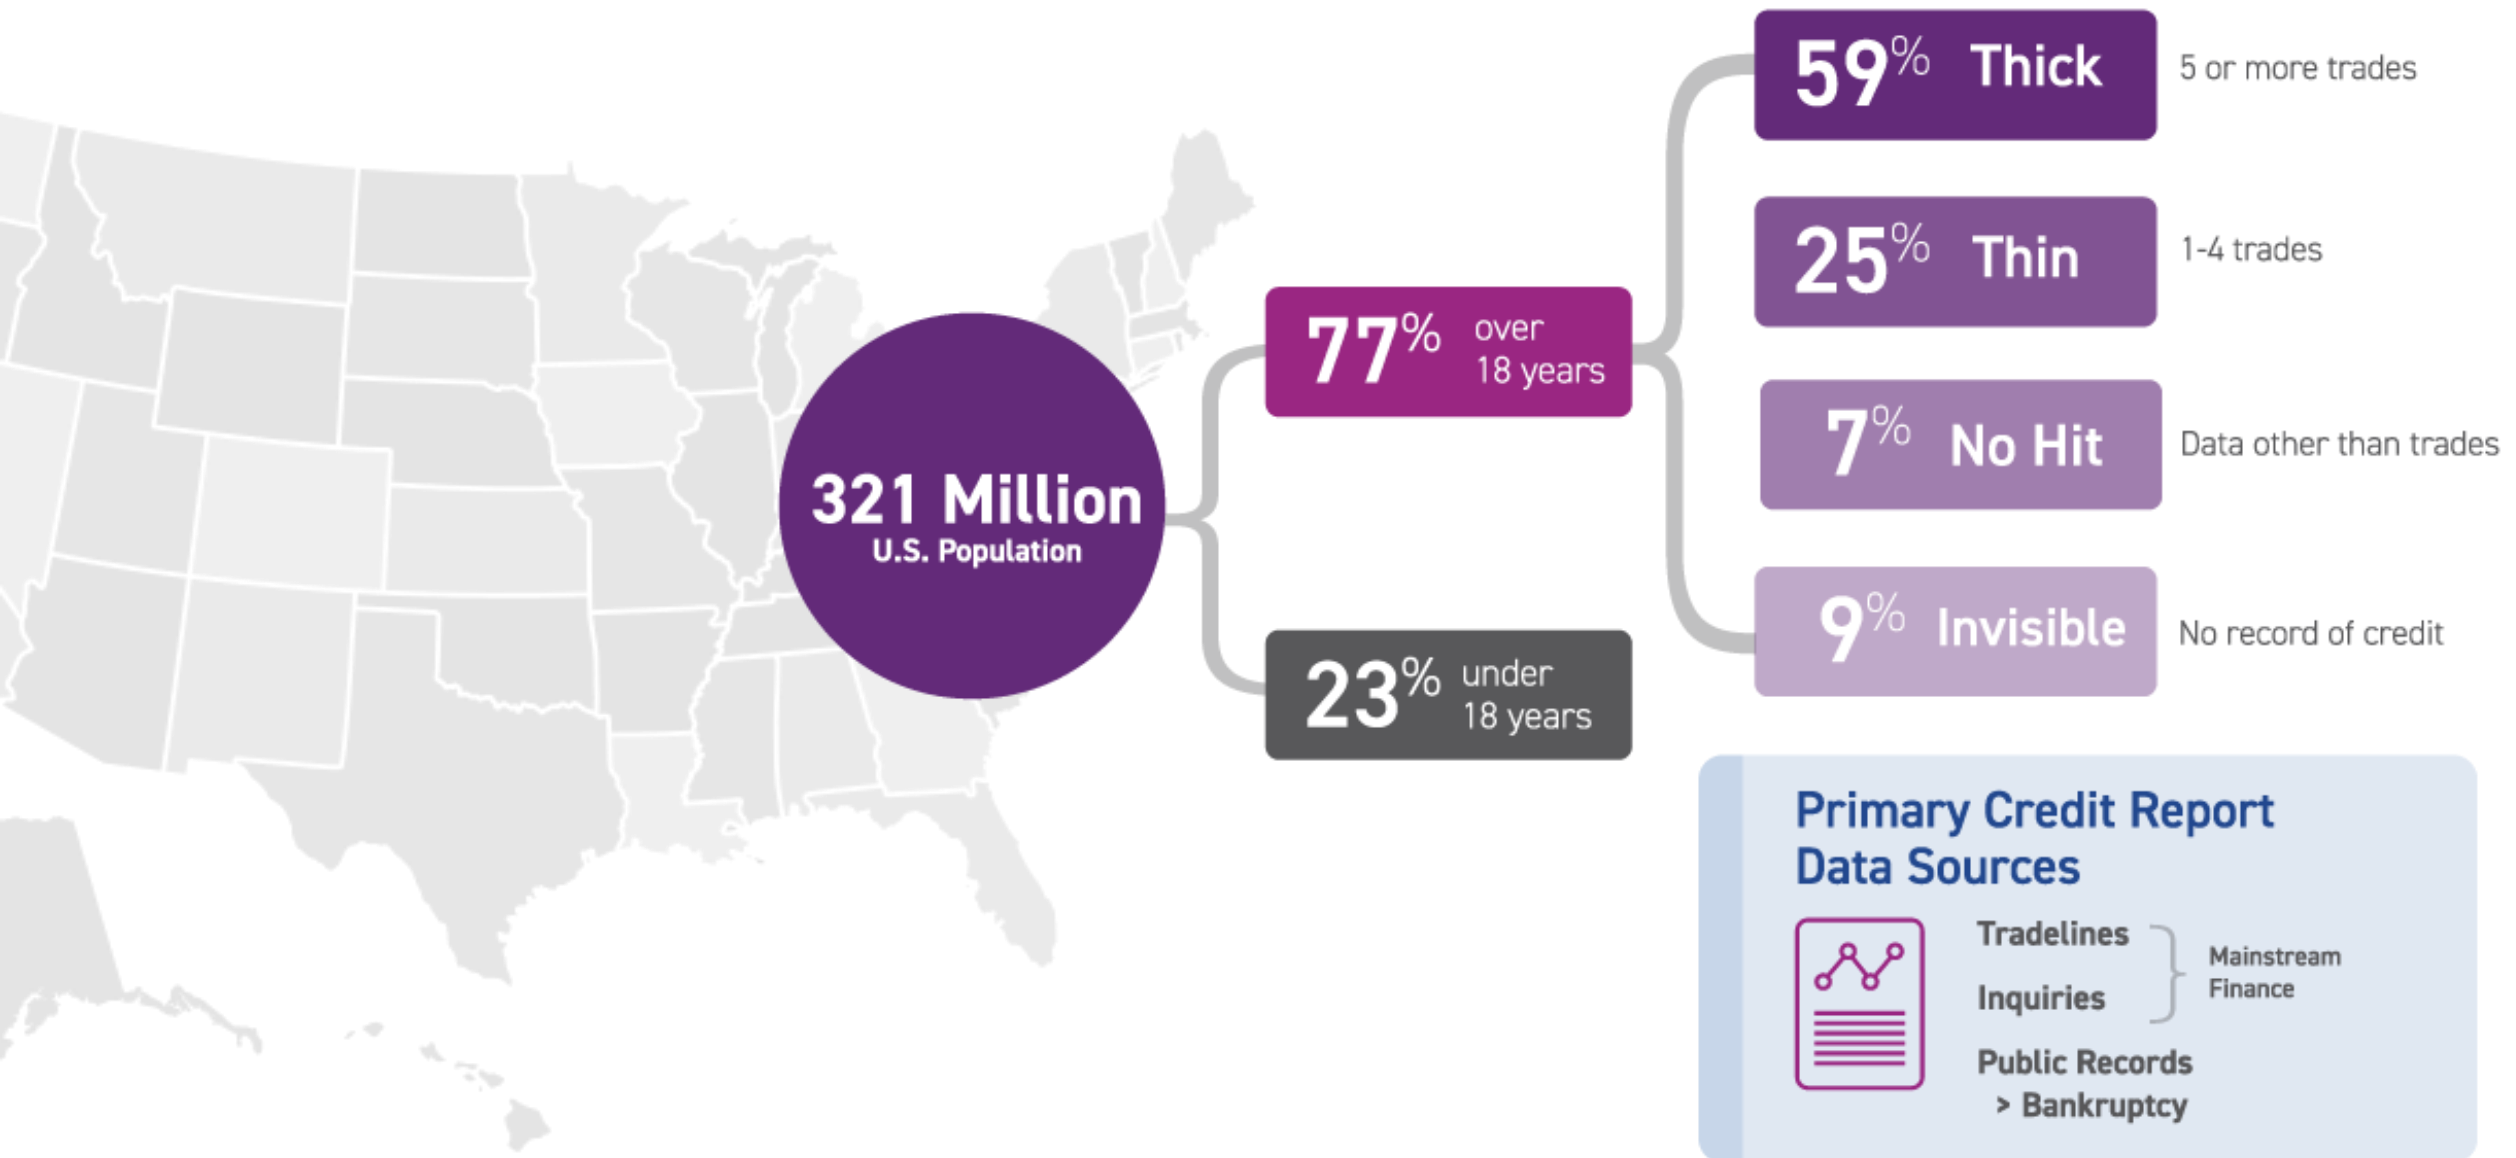 321 Million
U.S. Population
77% over
18 years
23% under
18 years
59% Thick
5 or more trades
25% Thin
1-4 trades
7% No Hit
Data other than trades
9% Invisible
No record of credit
Primary Credit Report
Data Sources
Tradelines
Inquiries
Mainstream
Finance
Public Records
> Bankruptcy